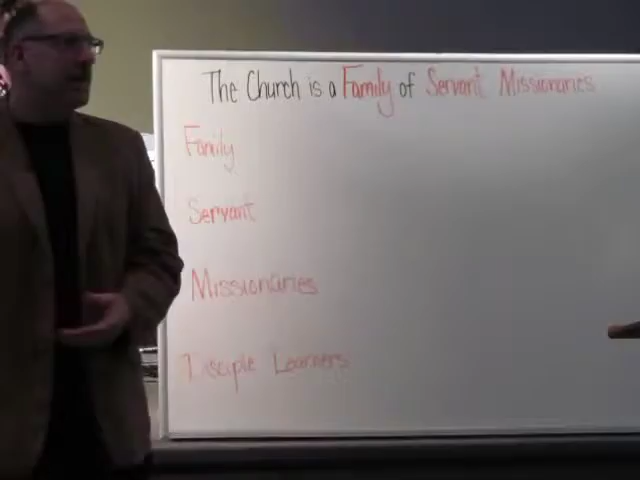 The Church is a Family of Servant Missionaries
Family
Servant
Missionaries
Disciple Learners